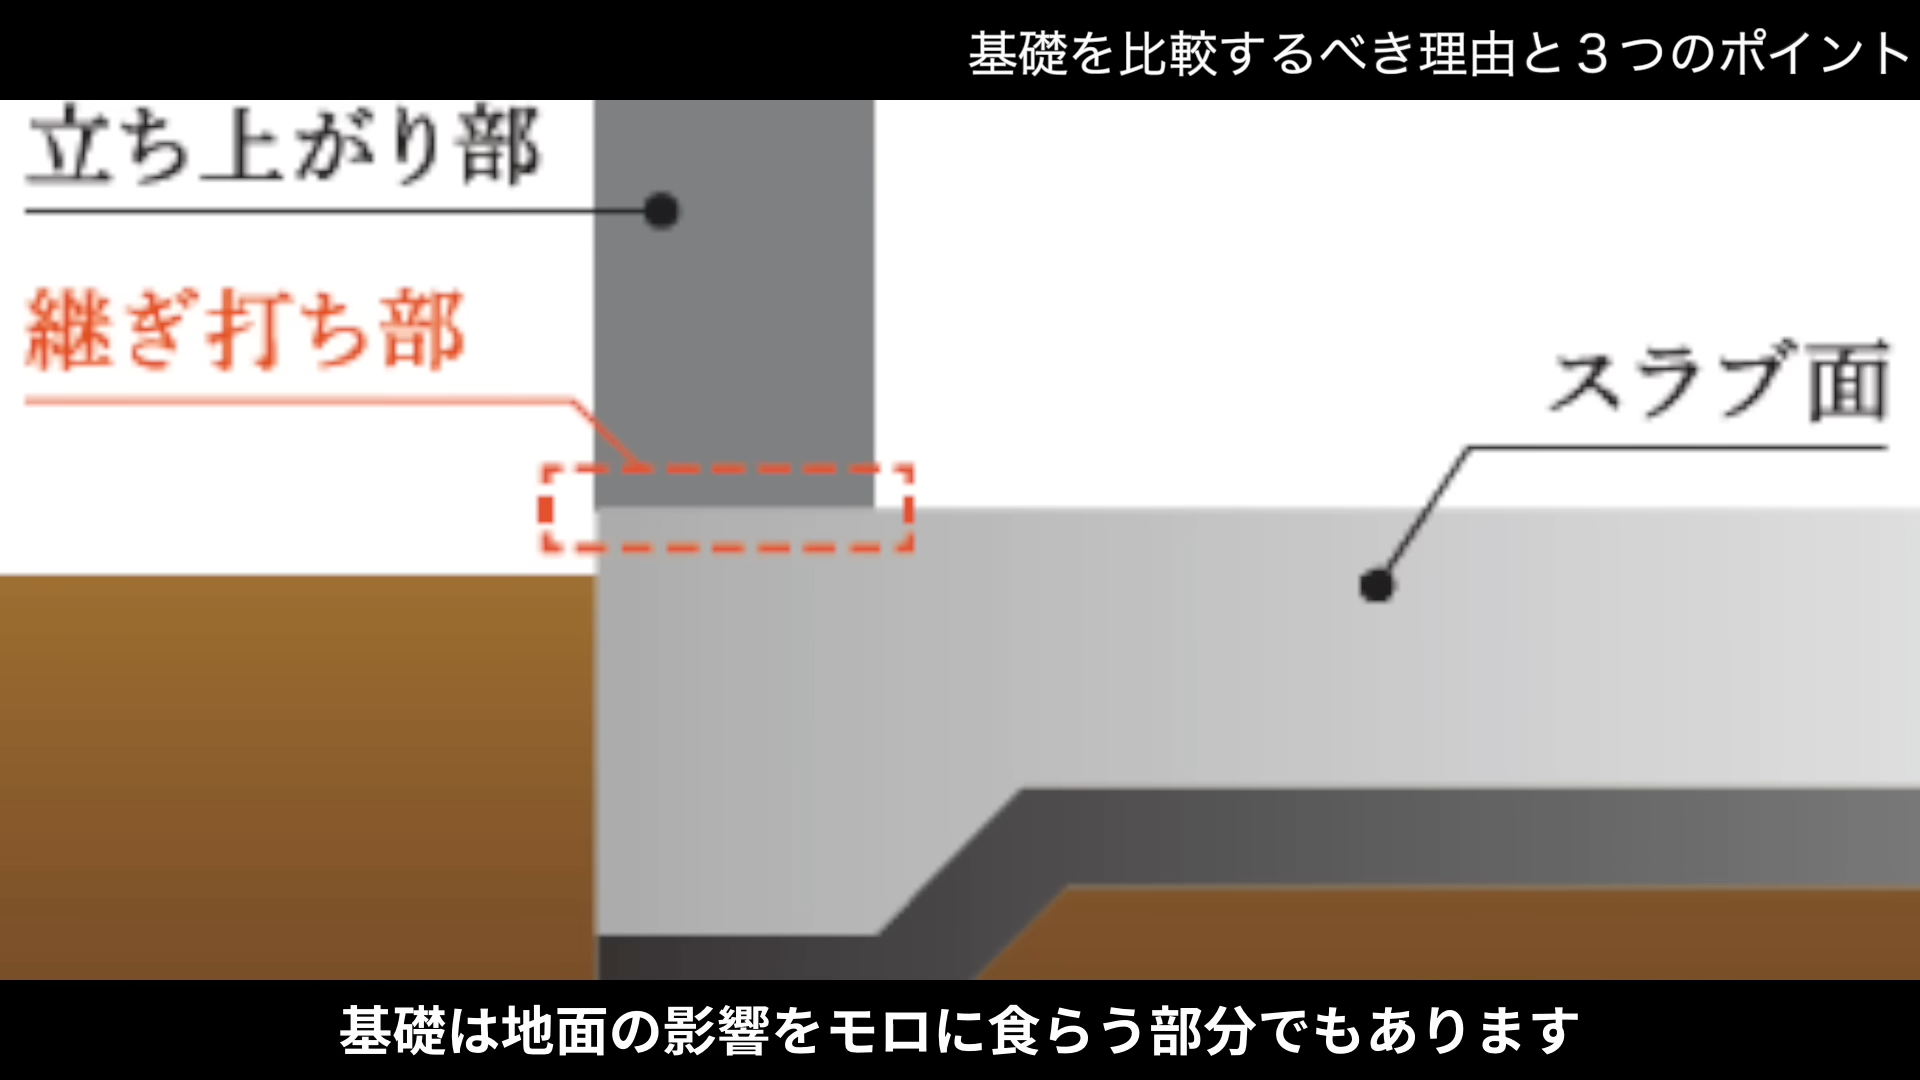 基礎を比較するべき理由と３つのポイント
立ち上がり部
継ぎ打ち部
スラブ面
基礎は地面の影響をモロに食らう部分でもあります